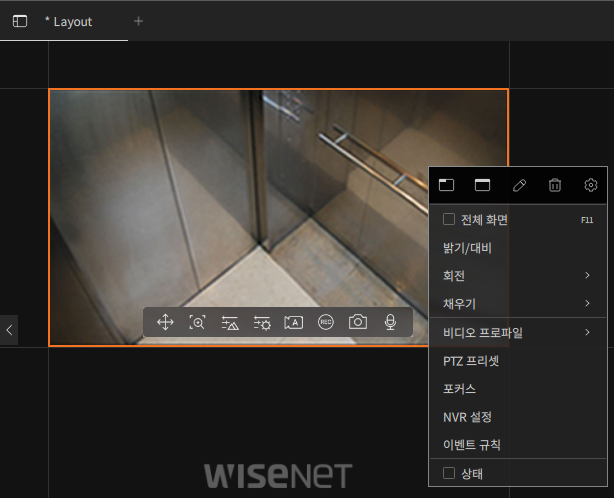 * Layout
전체 화면 F11
밝기/대비
회전
채우기
비디오 프로파일
PTZ 프리셋
포커스
NVR 설정
이벤트 규칙
상태
A
REC
WISENET